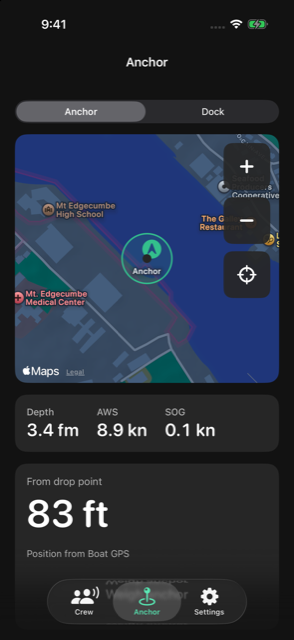 9:41
Anchor
Anchor
Dock
Mt Edgecumbe
High School
Cooperative
The G
Restau
Anchor
Mt. Edgecumbe
Medical Center
Maps
Legal
Depth
AWS
SOG
3.4 fm
8.9 kn
0.1 kn
From drop point
83 ft
Position from Boat GPS
Crew
Anchor
Settings